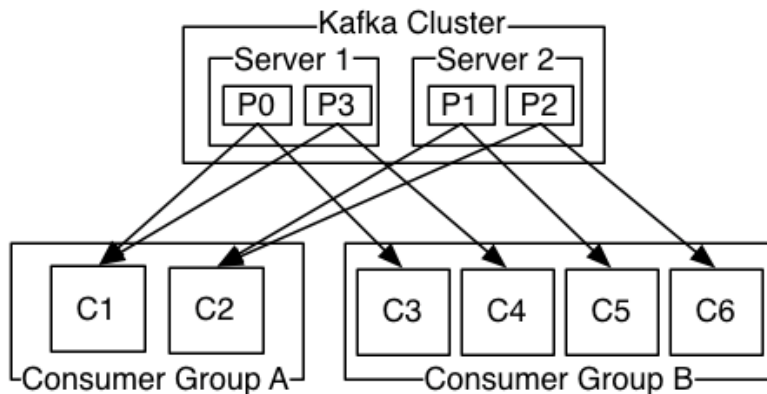 Kafka Cluster
Server 1 Server 2
P0 P3 P1 P2
C1 C2 C3 C4 C5 C6
Consumer Group A Consumer Group B